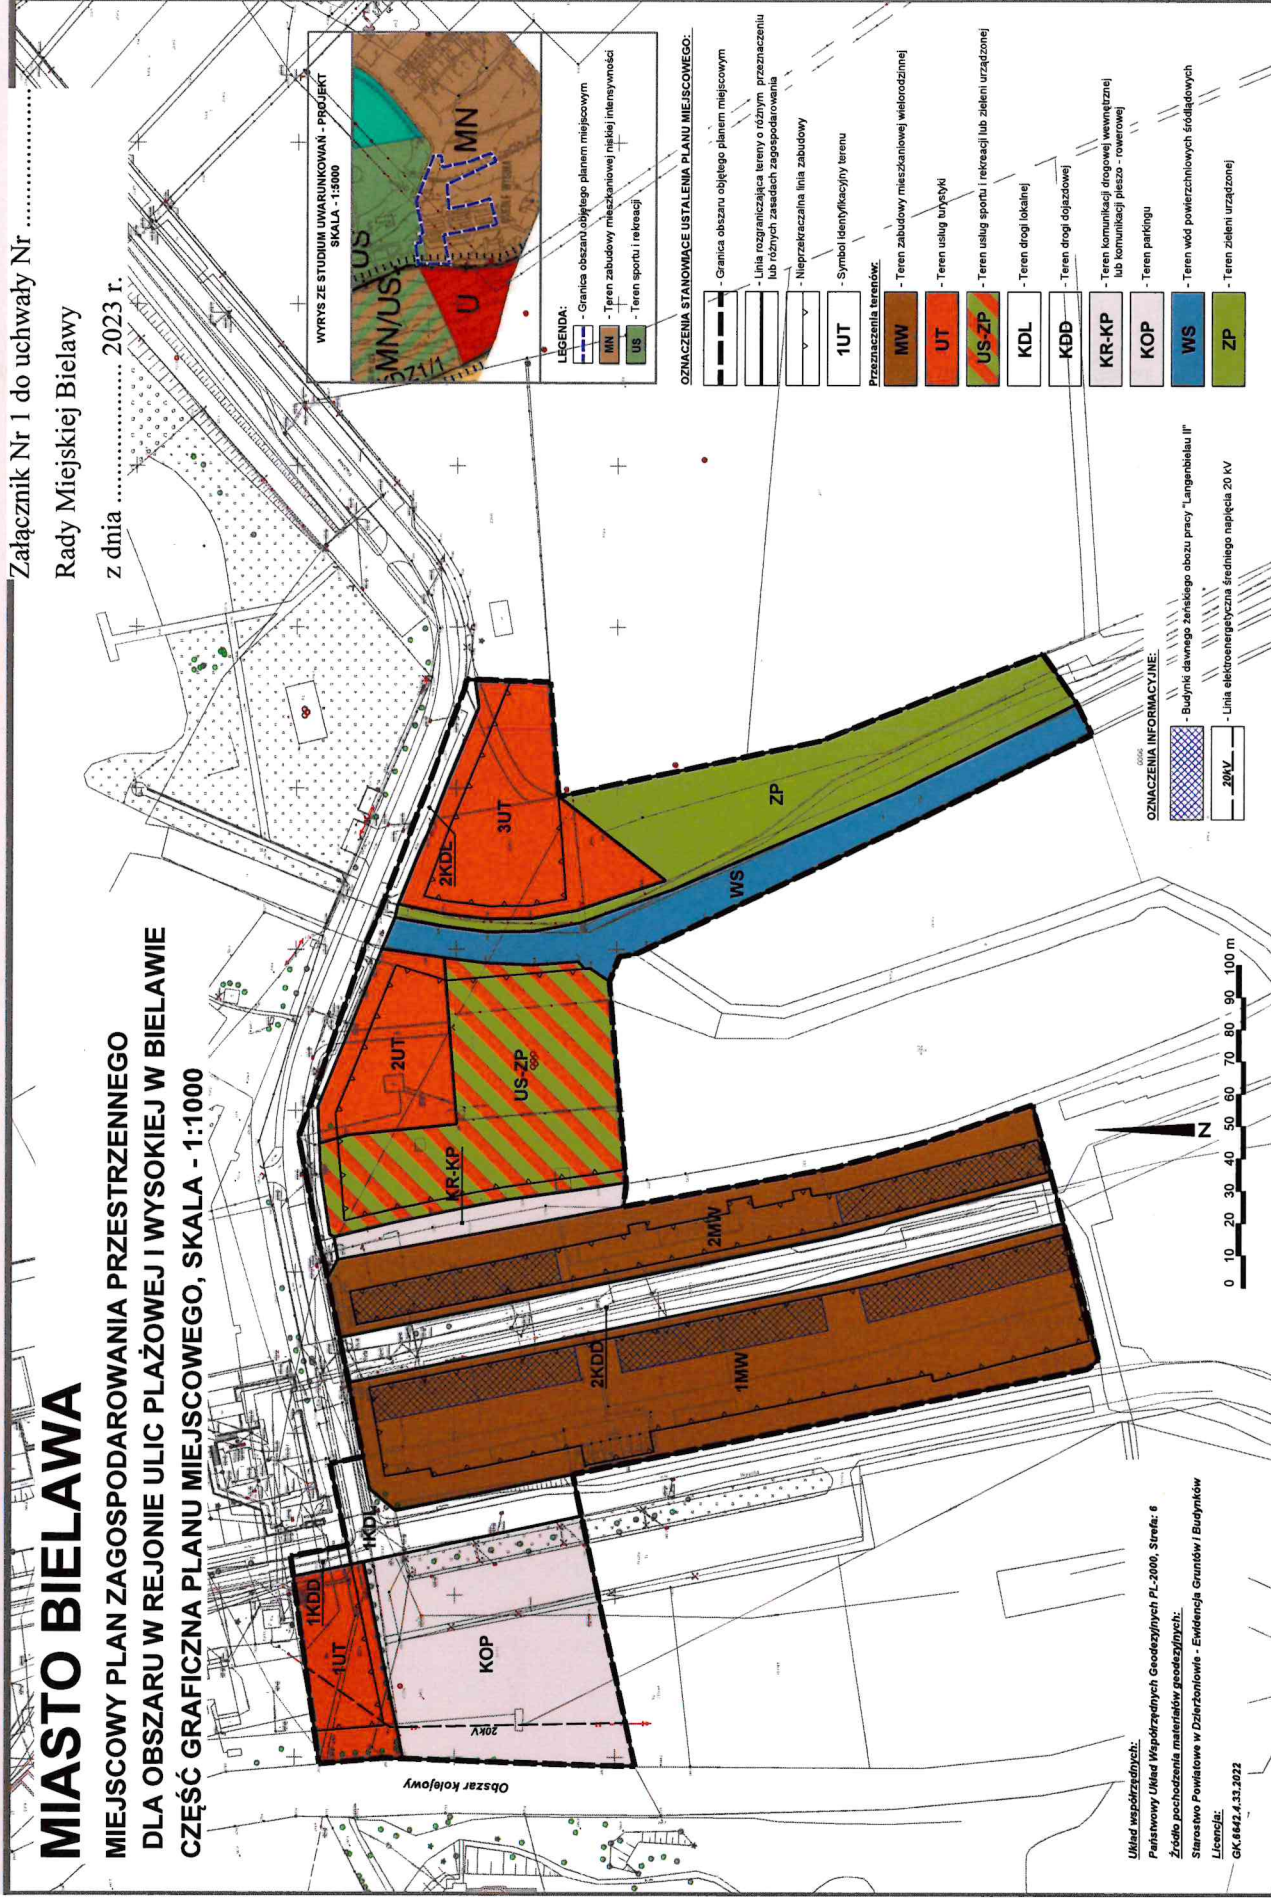 Załącznik Nr 1 do uchwały Nr ....................
Rady Miejskiej Bielawy
z dnia .................... 2023 r.
MIASTO BIELAWA
MIEJSCOWY PLAN ZAGOSPODAROWANIA PRZESTRZENNEGO
DLA OBSZARU W REJONIE ULIC PLAŻOWEJ I WYSOKIEJ W BIELAWIE
CZĘŚĆ GRAFICZNA PLANU MIEJSCOWEGO, SKALA - 1:1000
WYRYS ZE STUDIUM UWARUNKOWAŃ - PROJEKT
SKALA - 1:5000
US
MN/US
MN
U
DZ1/1
LEGENDA:
- Granica obszaru objętego planem miejscowym
MN - Teren zabudowy mieszkaniowej niskiej intensywności
US - Teren sportu i rekreacji
OZNACZENIA STANOWIĄCE USTALENIA PLANU MIEJSCOWEGO:
- Granica obszaru objętego planem miejscowym
- Linia rozgraniczająca tereny o różnym przeznaczeniu
lub różnych zasadach zagospodarowania
- Nieprzekraczalna linia zabudowy
1UT - Symbol identyfikacyjny terenu
Przeznaczenia terenów:
MW - Teren zabudowy mieszkaniowej wielorodzinnej
UT - Teren usług turystyki
US-ZP - Teren usług sportu i rekreacji lub zieleni urządzonej
KDL - Teren drogi lokalnej
KDD - Teren drogi dojazdowej
KR-KP - Teren komunikacji drogowej wewnętrznej
lub komunikacji pieszo - rowerowej
KOP - Teren parkingu
WS - Teren wód powierzchniowych śródlądowych
ZP - Teren zieleni urządzonej
OZNACZENIA INFORMACYJNE:
- Budynki dawnego żeńskiego obozu pracy "Langenbielau II"
20kV - Linia elektroenergetyczna średniego napięcia 20 kV
1UT
1KDD
1KDL
KOP
20kV
Obszar kolejowy
1MW
2KDD
2MW
KR-KP
US-ZP
2UT
2KDL
3UT
WS
ZP
N
0 10 20 30 40 50 60 70 80 90 100 m
Układ współrzędnych:
Państwowy Układ Współrzędnych Geodezyjnych PL-2000, Strefa: 6
Źródło pochodzenia materiałów geodezyjnych:
Starostwo Powiatowe w Dzierżoniowie - Ewidencja Gruntów i Budynków
Licencja:
GK.6642.4.33.2022